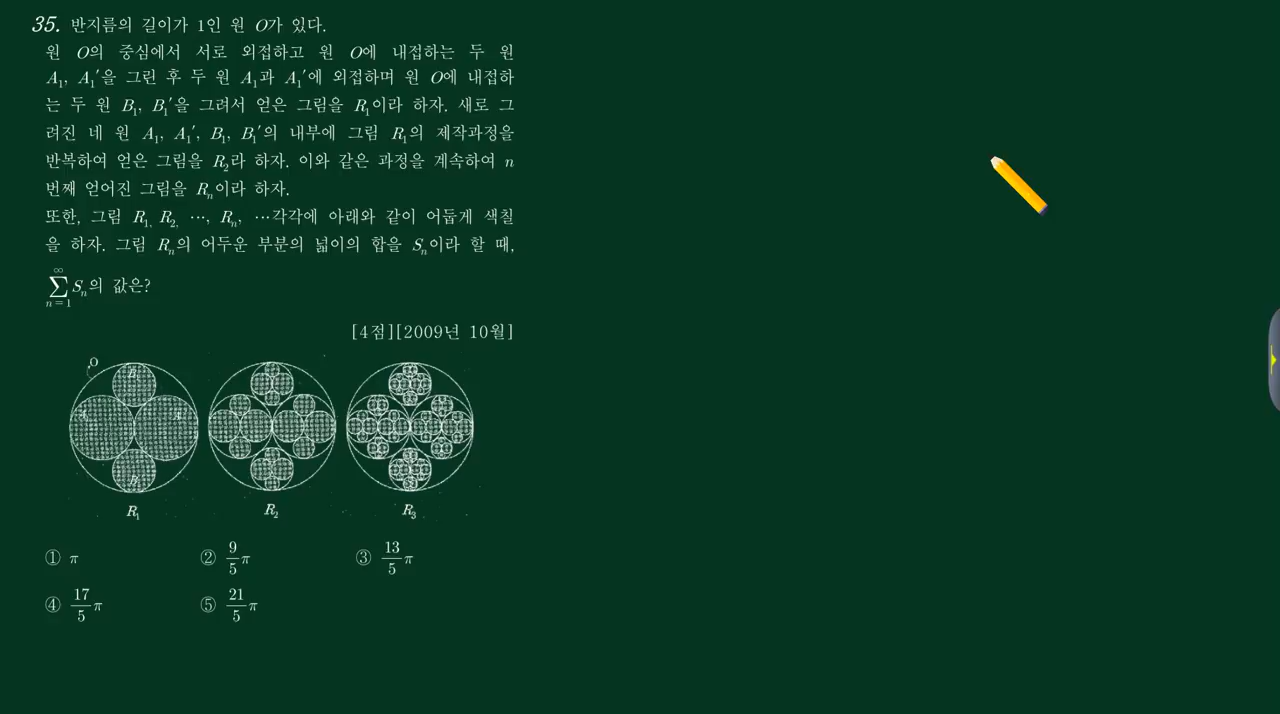 35. 반지름의 길이가 1인 원 O가 있다.
원 O의 중심에서 서로 외접하고 원 O에 내접하는 두 원
A₁, A₁′을 그린 후 두 원 A₁과 A₁′에 외접하며 원 O에 내접하
는 두 원 B₁, B₁′을 그려서 얻은 그림을 R₁이라 하자. 새로 그
려진 네 원 A₁, A₁′, B₁, B₁′의 내부에 그림 R₁의 제작과정을
반복하여 얻은 그림을 R₂라 하자. 이와 같은 과정을 계속하여 n
번째 얻어진 그림을 Rₙ이라 하자.
또한, 그림 R₁, R₂, ⋯, Rₙ, ⋯각각에 아래와 같이 어둡게 색칠
을 하자. 그림 Rₙ의 어두운 부분의 넓이의 합을 Sₙ이라 할 때,
∑_{n=1}^{∞} Sₙ의 값은?
[4점][2009년 10월]
O
R₁ R₂ R₃
① π ② 9/5 π ③ 13/5 π
④ 17/5 π ⑤ 21/5 π